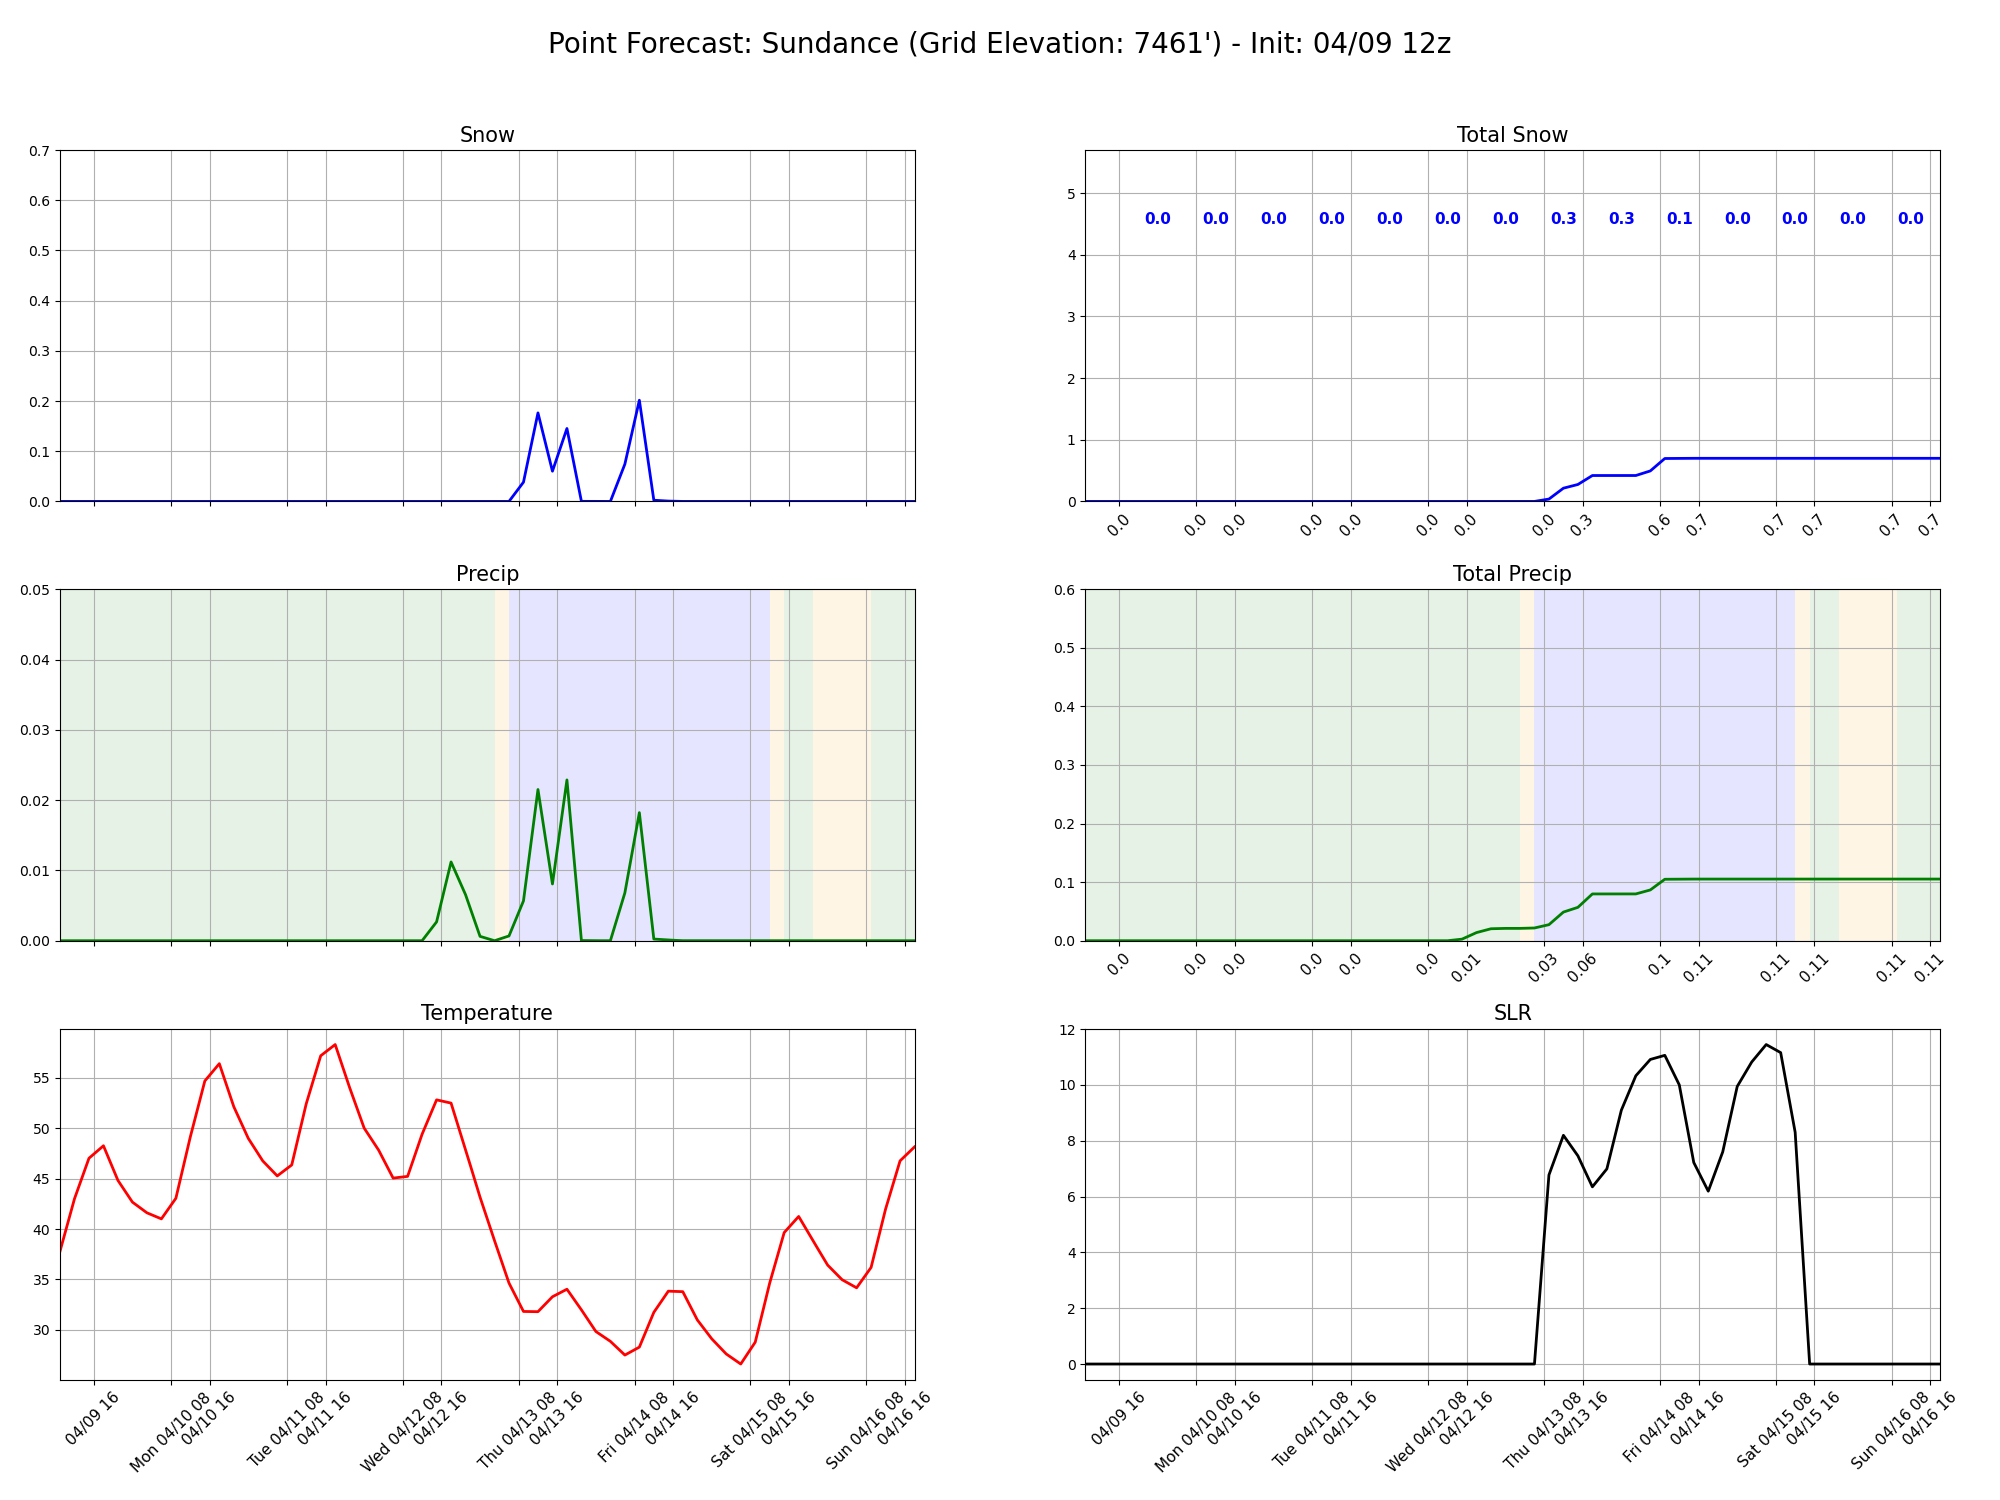 Point Forecast: Sundance (Grid Elevation: 7461') - Init: 04/09 12z
Snow
0.7
0.6
0.5
0.4
0.3
0.2
0.1
0.0
Total Snow
5
4
3
2
1
0
0.0 0.0 0.0 0.0 0.0 0.0 0.0 0.3 0.3 0.1 0.0 0.0 0.0 0.0
0.0 0.0 0.0 0.0 0.0 0.0 0.0 0.0 0.3 0.6 0.7 0.7 0.7 0.7 0.7
Precip
0.05
0.04
0.03
0.02
0.01
0.00
Total Precip
0.6
0.5
0.4
0.3
0.2
0.1
0.0
0.0 0.0 0.0 0.0 0.0 0.0 0.01 0.03 0.06 0.1 0.11 0.11 0.11 0.11 0.11
Temperature
55
50
45
40
35
30
04/09 16
Mon 04/10 08
04/10 16
Tue 04/11 08
04/11 16
Wed 04/12 08
04/12 16
Thu 04/13 08
04/13 16
Fri 04/14 08
04/14 16
Sat 04/15 08
04/15 16
Sun 04/16 08
04/16 16
SLR
12
10
8
6
4
2
0
04/09 16
Mon 04/10 08
04/10 16
Tue 04/11 08
04/11 16
Wed 04/12 08
04/12 16
Thu 04/13 08
04/13 16
Fri 04/14 08
04/14 16
Sat 04/15 08
04/15 16
Sun 04/16 08
04/16 16